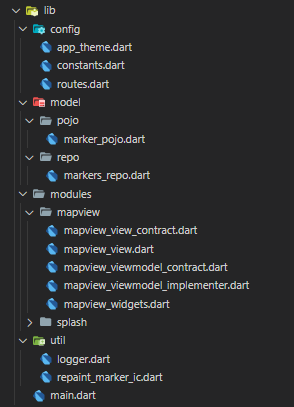 lib
config
app_theme.dart
constants.dart
routes.dart
model
pojo
marker_pojo.dart
repo
markers_repo.dart
modules
mapview
mapview_view_contract.dart
mapview_view.dart
mapview_viewmodel_contract.dart
mapview_viewmodel_implementer.dart
mapview_widgets.dart
splash
util
logger.dart
repaint_marker_ic.dart
main.dart